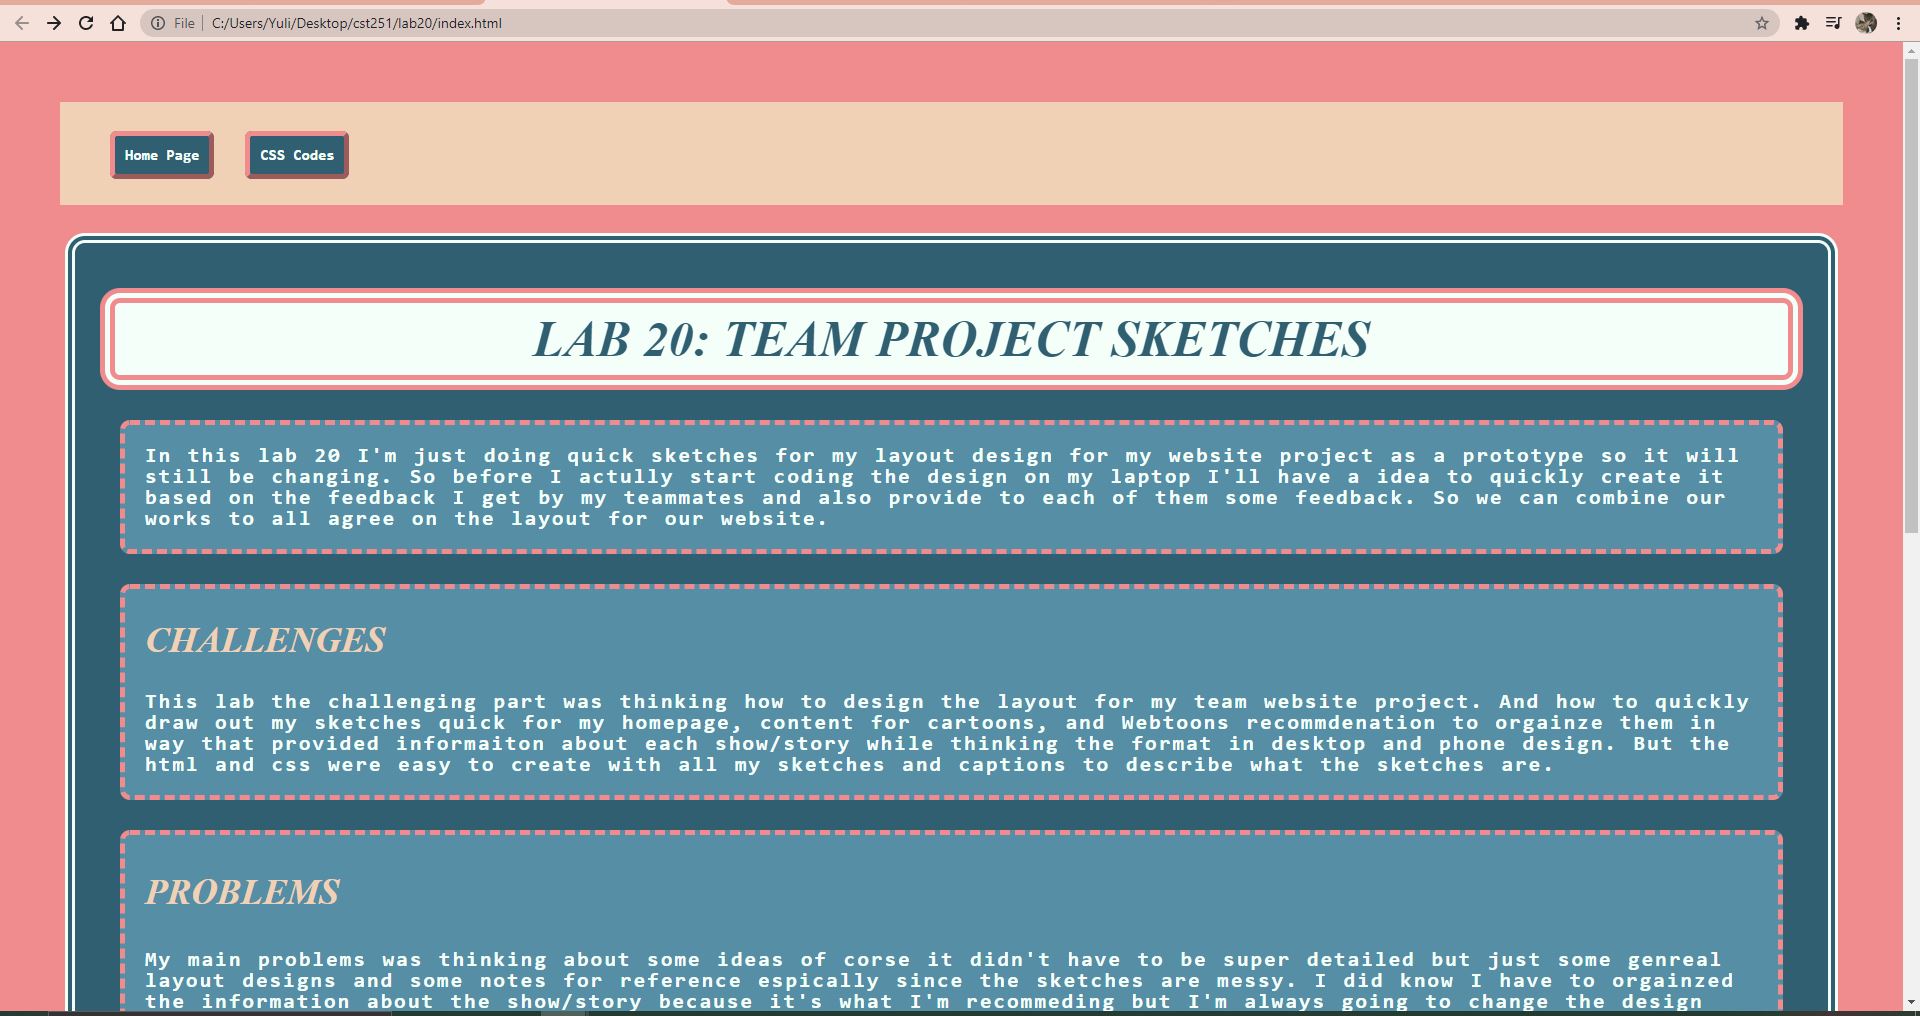 File C:/Users/Yuli/Desktop/cst251/lab20/index.html
Home Page CSS Codes
LAB 20: TEAM PROJECT SKETCHES
In this lab 20 I'm just doing quick sketches for my layout design for my website project as a prototype so it will
still be changing. So before I actully start coding the design on my laptop I'll have a idea to quickly create it
based on the feedback I get by my teammates and also provide to each of them some feedback. So we can combine our
works to all agree on the layout for our website.
CHALLENGES
This lab the challenging part was thinking how to design the layout for my team website project. And how to quickly
draw out my sketches quick for my homepage, content for cartoons, and Webtoons recommdenation to orgainze them in
way that provided informaiton about each show/story while thinking the format in desktop and phone design. But the
html and css were easy to create with all my sketches and captions to describe what the sketches are.
PROBLEMS
My main problems was thinking about some ideas of corse it didn't have to be super detailed but just some genreal
layout designs and some notes for reference espically since the sketches are messy. I did know I have to orgainzed
the information about the show/story because it's what I'm recommeding but I'm always going to change the design